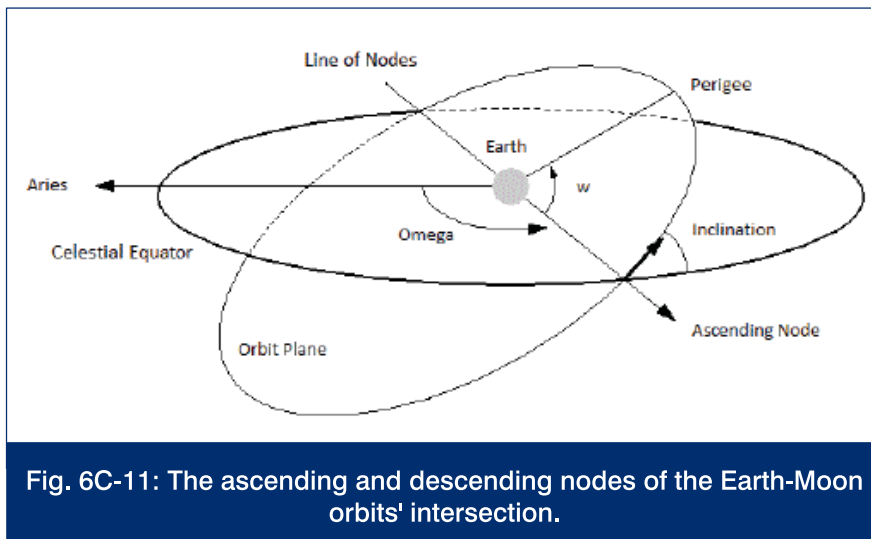 Line of Nodes
Perigee
Earth
Aries
w
Omega
Inclination
Celestial Equator
Ascending Node
Orbit Plane
Fig. 6C-11: The ascending and descending nodes of the Earth-Moon
orbits' intersection.